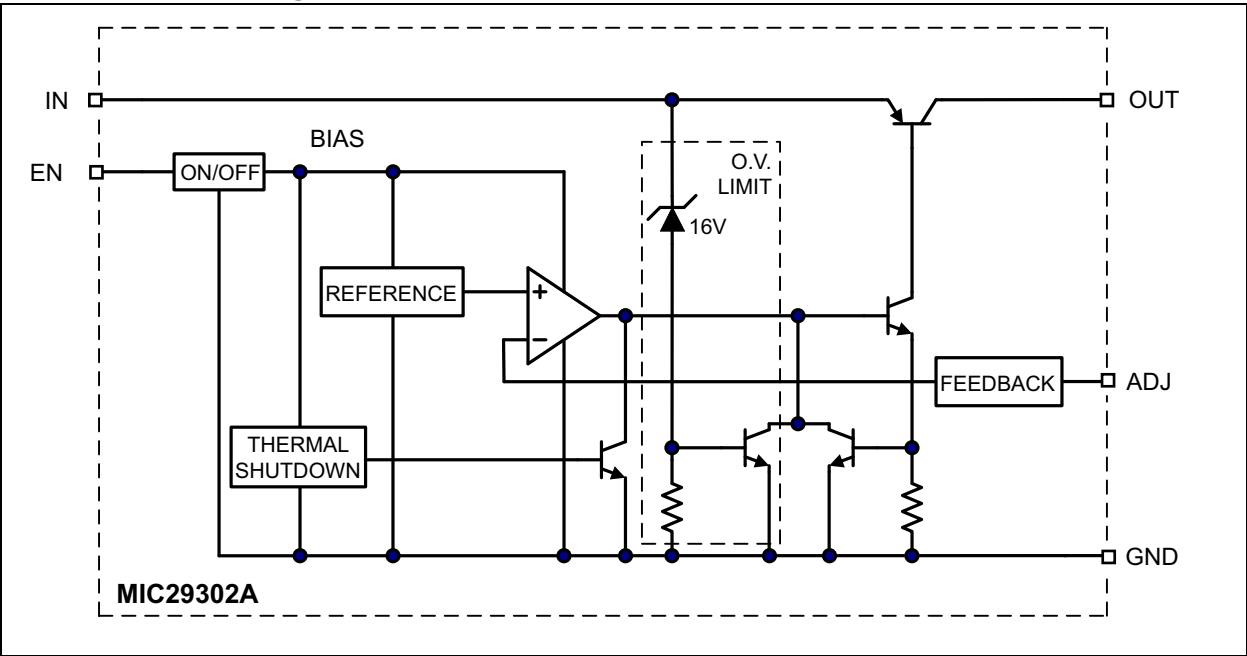 IN
OUT
BIAS
EN
ON/OFF
O.V.
LIMIT
16V
REFERENCE
+
−
FEEDBACK
ADJ
THERMAL
SHUTDOWN
GND
MIC29302A